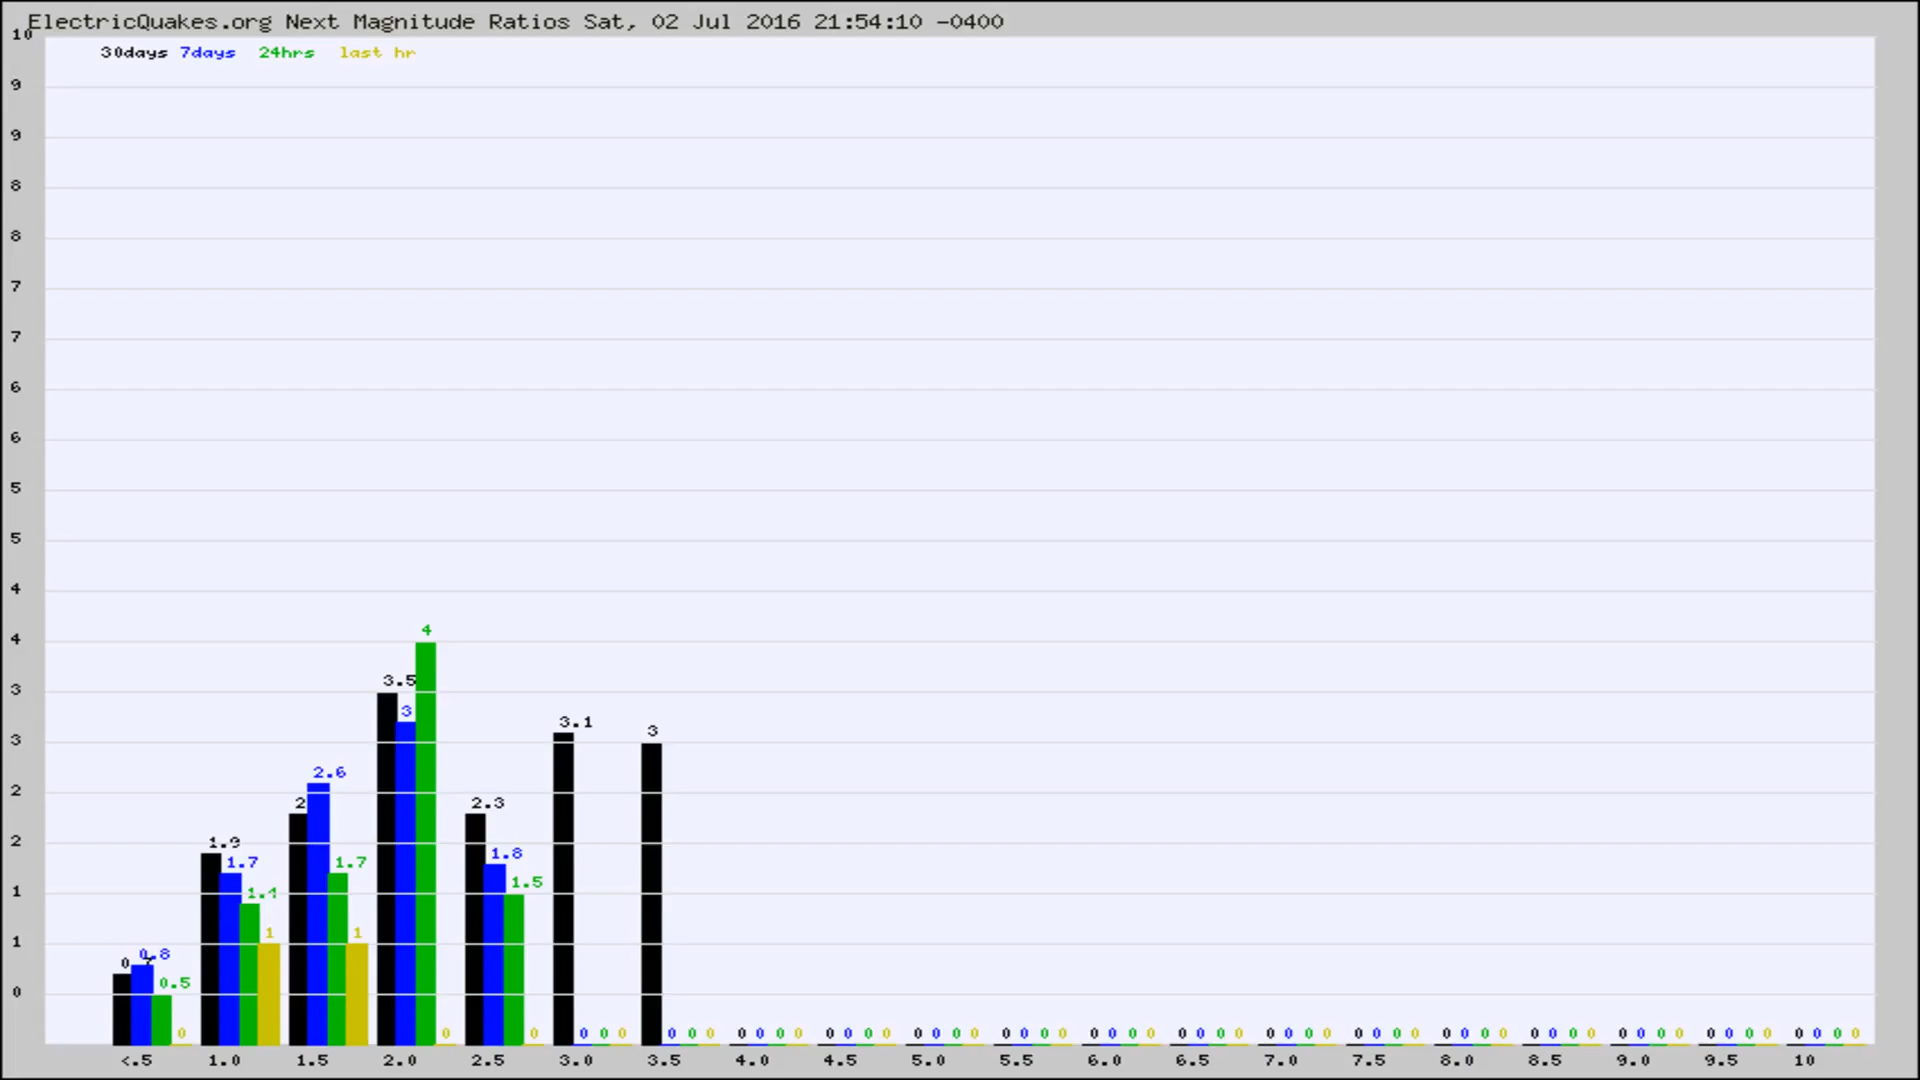 ElectricQuakes.org Next Magnitude Ratios Sat, 02 Jul 2016 21:54:10 -0400
30days 7days 24hrs last hr
10
9
9
8
8
7
7
6
6
5
5
4
4
3
3
2
2
1
1
0
0.8 0.5 0
1.9 1.7 1.4 1
2 2.6 1.7 1
3.5 3 4 0
2.3 1.8 1.5 0
3.1 0 0 0
3 0 0 0
0 0 0 0
0 0 0 0
0 0 0 0
0 0 0 0
0 0 0 0
0 0 0 0
0 0 0 0
0 0 0 0
0 0 0 0
0 0 0 0
0 0 0 0
0 0 0 0
0 0 0 0
<.5 1.0 1.5 2.0 2.5 3.0 3.5 4.0 4.5 5.0 5.5 6.0 6.5 7.0 7.5 8.0 8.5 9.0 9.5 10